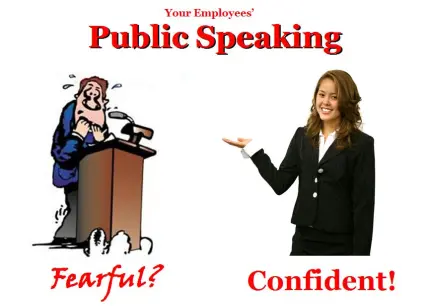 Your Employees'
Public Speaking
Fearful?
Confident!